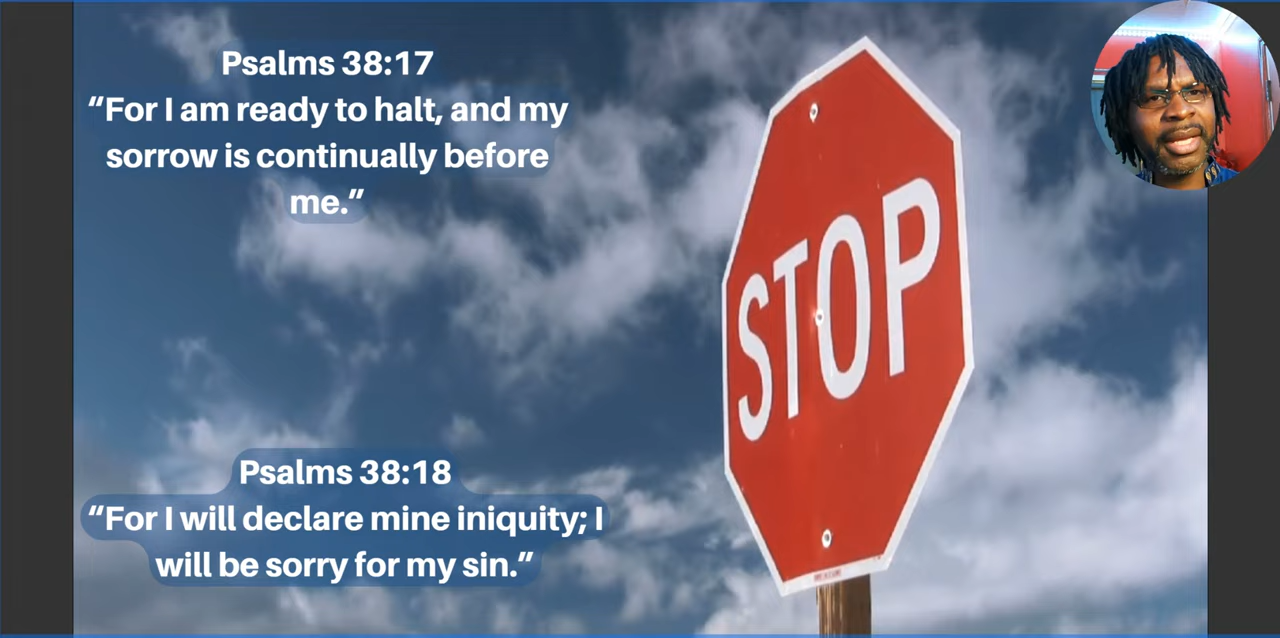 Psalms 38:17
“For I am ready to halt, and my
sorrow is continually before
me.”
STOP
Psalms 38:18
“For I will declare mine iniquity; I
will be sorry for my sin.”